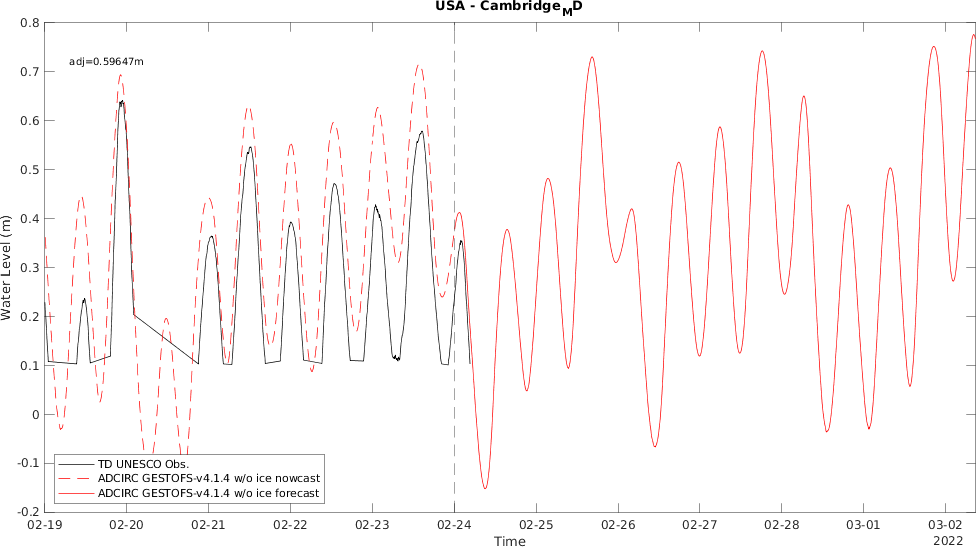 USA - Cambridge_MD
adj=0.59647m
Water Level (m)
0.8
0.7
0.6
0.5
0.4
0.3
0.2
0.1
0
-0.1
-0.2
TD UNESCO Obs.
ADCIRC GESTOFS-v4.1.4 w/o ice nowcast
ADCIRC GESTOFS-v4.1.4 w/o ice forecast
02-19 02-20 02-21 02-22 02-23 02-24 02-25 02-26 02-27 02-28 03-01 03-02
2022
Time